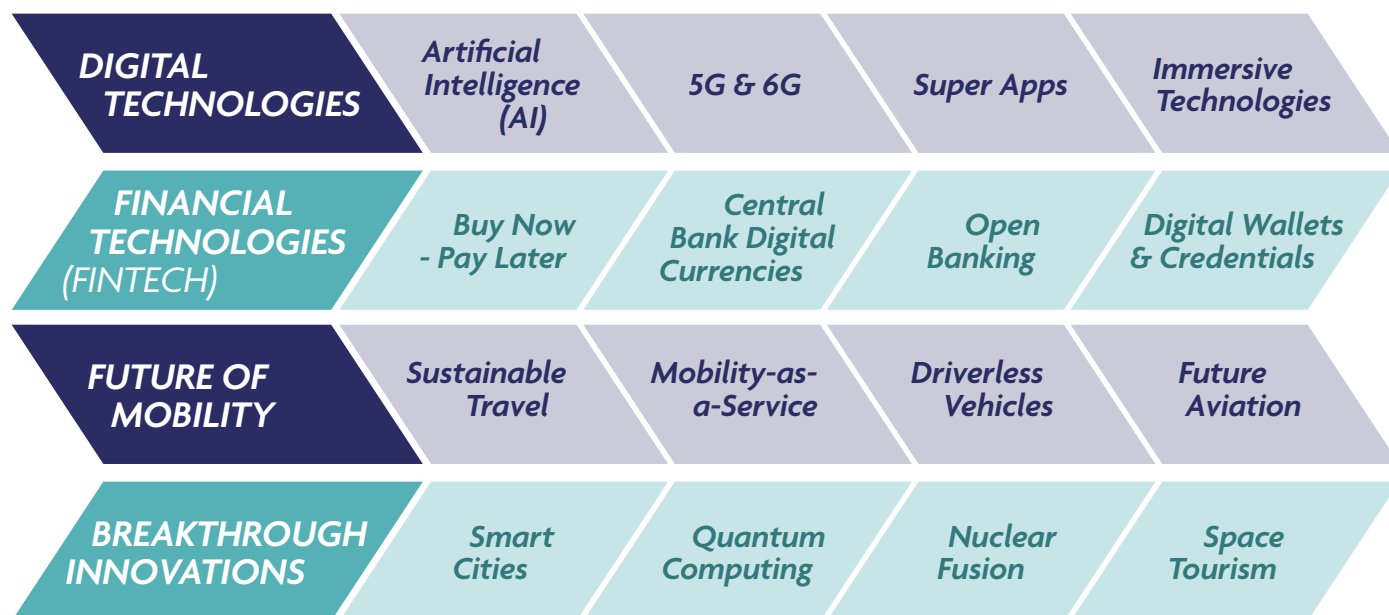 DIGITAL
TECHNOLOGIES
Artificial
Intelligence
(AI)
5G & 6G
Super Apps
Immersive
Technologies
FINANCIAL
TECHNOLOGIES
(FINTECH)
Buy Now
- Pay Later
Central
Bank Digital
Currencies
Open
Banking
Digital Wallets
& Credentials
FUTURE OF
MOBILITY
Sustainable
Travel
Mobility-as-
a-Service
Driverless
Vehicles
Future
Aviation
BREAKTHROUGH
INNOVATIONS
Smart
Cities
Quantum
Computing
Nuclear
Fusion
Space
Tourism